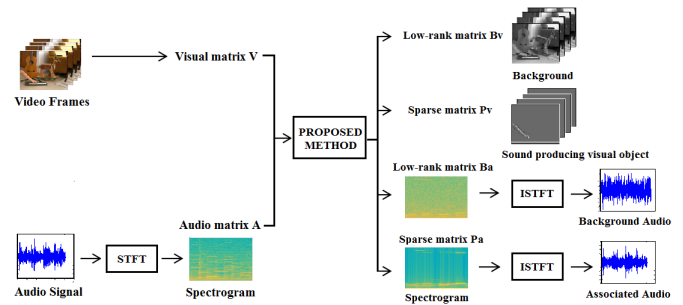 Video Frames
Visual matrix V
Audio Signal
STFT
Audio matrix A
Spectrogram
PROPOSED
METHOD
Low-rank matrix Bv
Background
Sparse matrix Pv
Sound producing visual object
Low-rank matrix Ba
ISTFT
Background Audio
Sparse matrix Pa
Spectrogram
ISTFT
Associated Audio